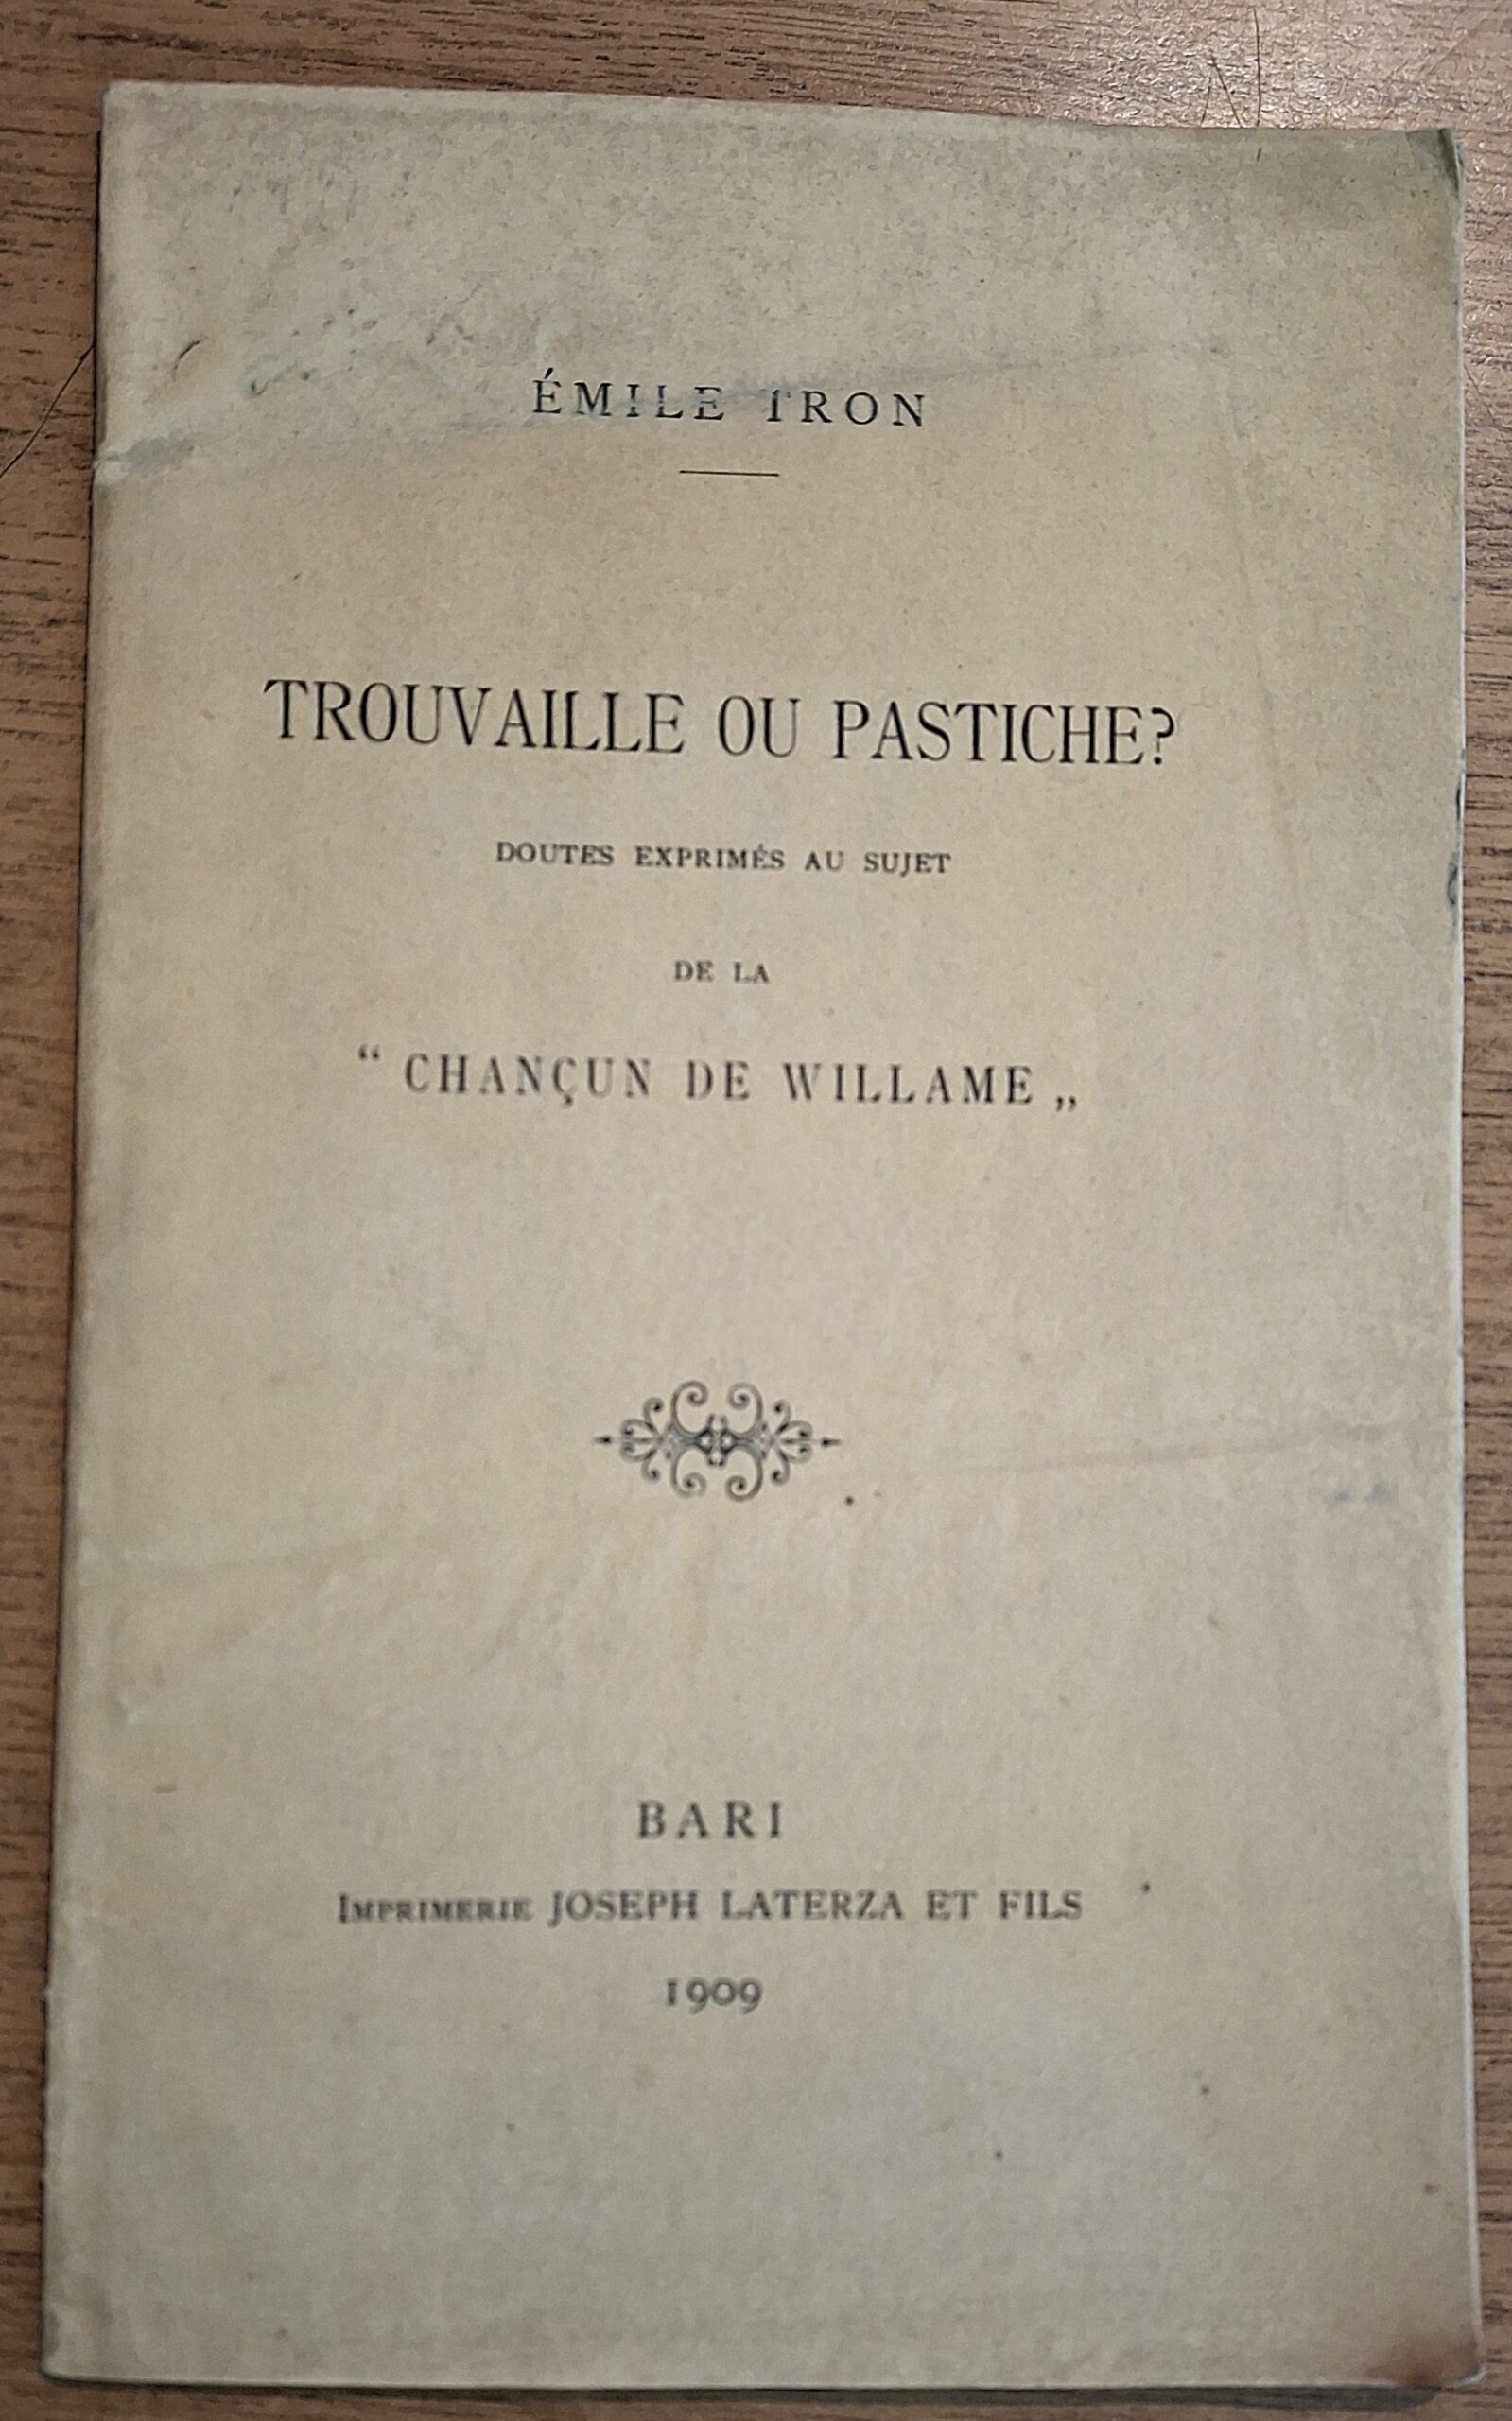 ÉMILE TRON
TROUVAILLE OU PASTICHE?
DOUTES EXPRIMÉS AU SUJET
DE LA
“ CHANÇUN DE WILLAME „
BARI
IMPRIMERIE JOSEPH LATERZA ET FILS
1909